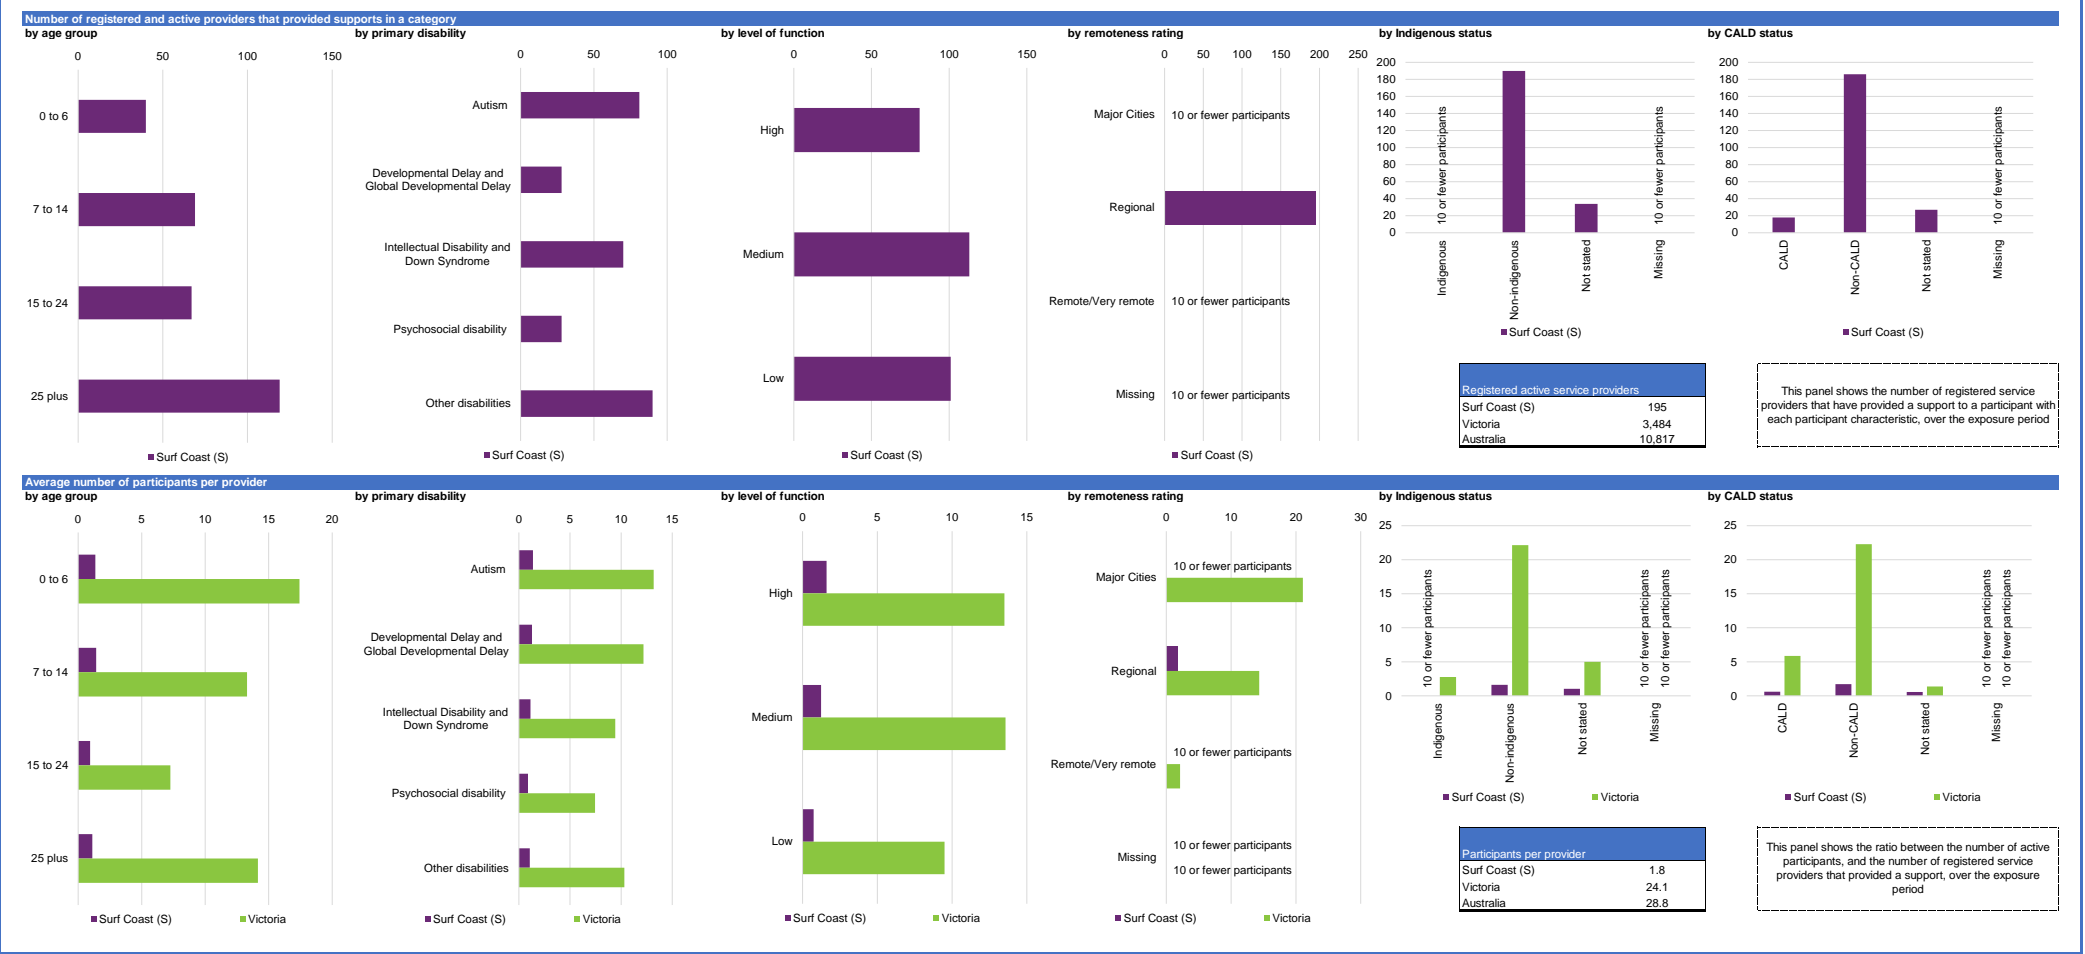 Number of registered and active providers that provided supports in a category
by age group
0 50 100 150
0 to 6
7 to 14
15 to 24
25 plus
Surf Coast (S)
by primary disability
0 50 100
Autism
Developmental Delay and
Global Developmental Delay
Intellectual Disability and
Down Syndrome
Psychosocial disability
Other disabilities
Surf Coast (S)
by level of function
0 50 100 150
High
Medium
Low
Surf Coast (S)
by remoteness rating
0 50 100 150 200 250
Major Cities 10 or fewer participants
Regional
Remote/Very remote 10 or fewer participants
Missing 10 or fewer participants
Surf Coast (S)
by Indigenous status
200
180
160
140
120
100
80
60
40
20
0
10 or fewer participants
10 or fewer participants
Indigenous
Non-indigenous
Not stated
Missing
Surf Coast (S)
by CALD status
200
180
160
140
120
100
80
60
40
20
0
10 or fewer participants
CALD
Non-CALD
Not stated
Missing
Surf Coast (S)
Registered active service providers
Surf Coast (S) 195
Victoria 3,484
Australia 10,817
This panel shows the number of registered service
providers that have provided a support to a participant with
each participant characteristic, over the exposure period
Average number of participants per provider
by age group
0 5 10 15 20
0 to 6
7 to 14
15 to 24
25 plus
Surf Coast (S) Victoria
by primary disability
0 5 10 15
Autism
Developmental Delay and
Global Developmental Delay
Intellectual Disability and
Down Syndrome
Psychosocial disability
Other disabilities
Surf Coast (S) Victoria
by level of function
0 5 10 15
High
Medium
Low
Surf Coast (S) Victoria
by remoteness rating
0 10 20 30
10 or fewer participants
Major Cities
Regional
10 or fewer participants
Remote/Very remote
10 or fewer participants
Missing
10 or fewer participants
Surf Coast (S) Victoria
by Indigenous status
25
20
15
10
5
0
10 or fewer participants
10 or fewer participants
10 or fewer participants
Indigenous
Non-indigenous
Not stated
Missing
Surf Coast (S) Victoria
by CALD status
25
20
15
10
5
0
10 or fewer participants
10 or fewer participants
CALD
Non-CALD
Not stated
Missing
Surf Coast (S) Victoria
Participants per provider
Surf Coast (S) 1.8
Victoria 24.1
Australia 28.8
This panel shows the ratio between the number of active
participants, and the number of registered service
providers that provided a support, over the exposure
period